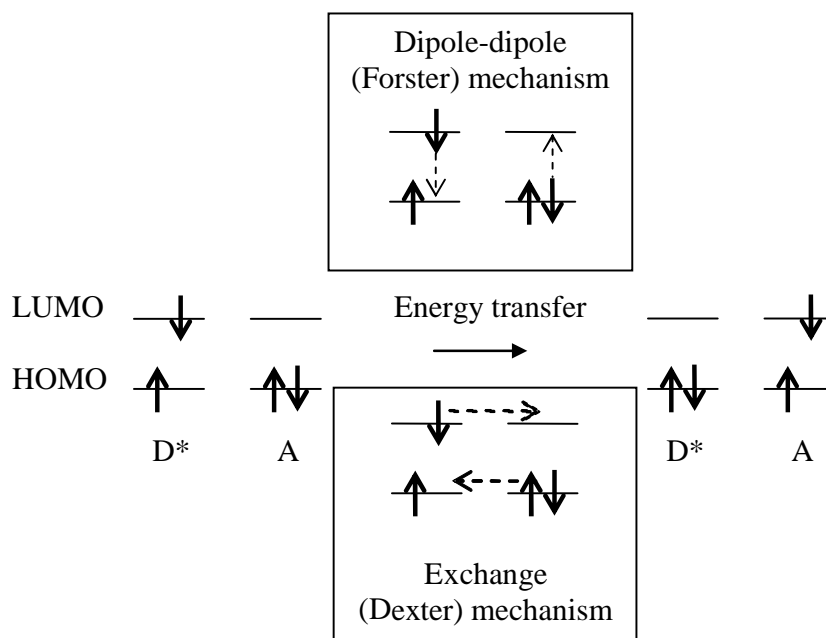 Dipole-dipole
(Forster) mechanism
LUMO
Energy transfer
HOMO
D*
A
D*
A
Exchange
(Dexter) mechanism